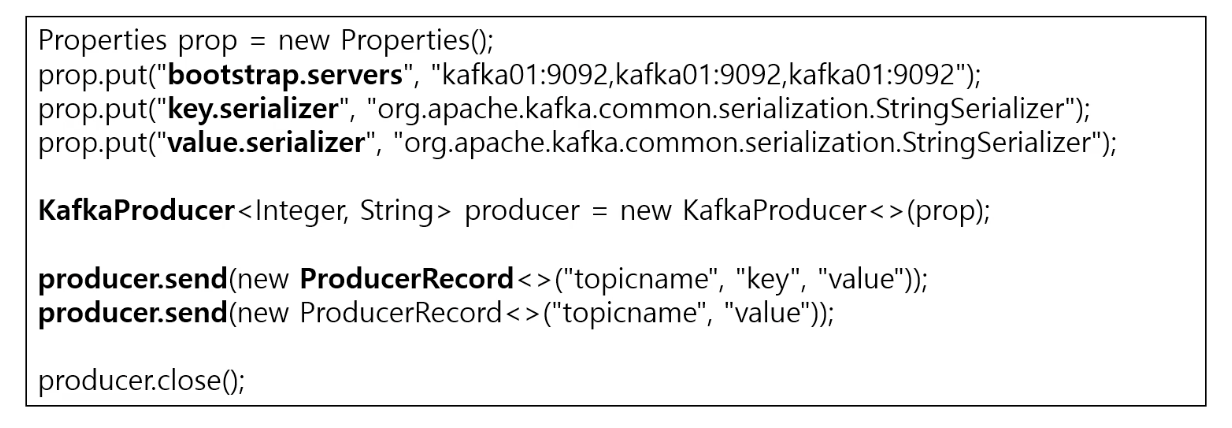 Properties prop = new Properties();
prop.put("bootstrap.servers", "kafka01:9092,kafka01:9092,kafka01:9092");
prop.put("key.serializer", "org.apache.kafka.common.serialization.StringSerializer");
prop.put("value.serializer", "org.apache.kafka.common.serialization.StringSerializer");
KafkaProducer<Integer, String> producer = new KafkaProducer<>(prop);
producer.send(new ProducerRecord<>("topicname", "key", "value"));
producer.send(new ProducerRecord<>("topicname", "value"));
producer.close();